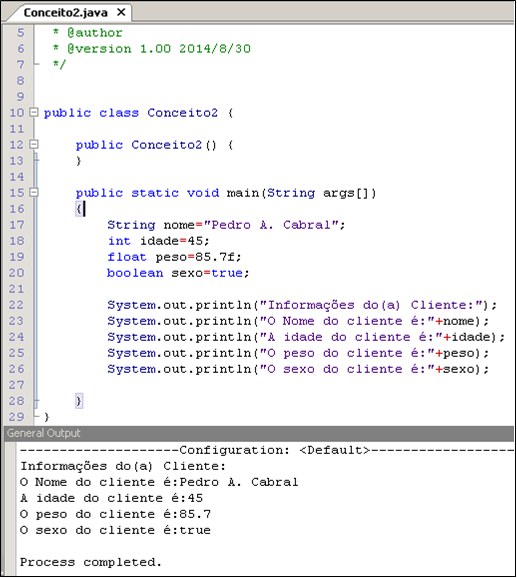 Conceito2.java ×
5 * @author
6 * @version 1.00 2014/8/30
7 */
8
9
10 public class Conceito2 {
11
12 public Conceito2() {
13 }
14
15 public static void main(String args[])
16 {
17 String nome="Pedro A. Cabral";
18 int idade=45;
19 float peso=85.7f;
20 boolean sexo=true;
21
22 System.out.println("Informações do(a) Cliente:");
23 System.out.println("O Nome do cliente é:"+nome);
24 System.out.println("A idade do cliente é:"+idade);
25 System.out.println("O peso do cliente é:"+peso);
26 System.out.println("O sexo do cliente é:"+sexo);
27
28 }
29 }
General Output
--------------------Configuration: <Default>--------------------
Informações do(a) Cliente:
O Nome do cliente é:Pedro A. Cabral
A idade do cliente é:45
O peso do cliente é:85.7
O sexo do cliente é:true
Process completed.